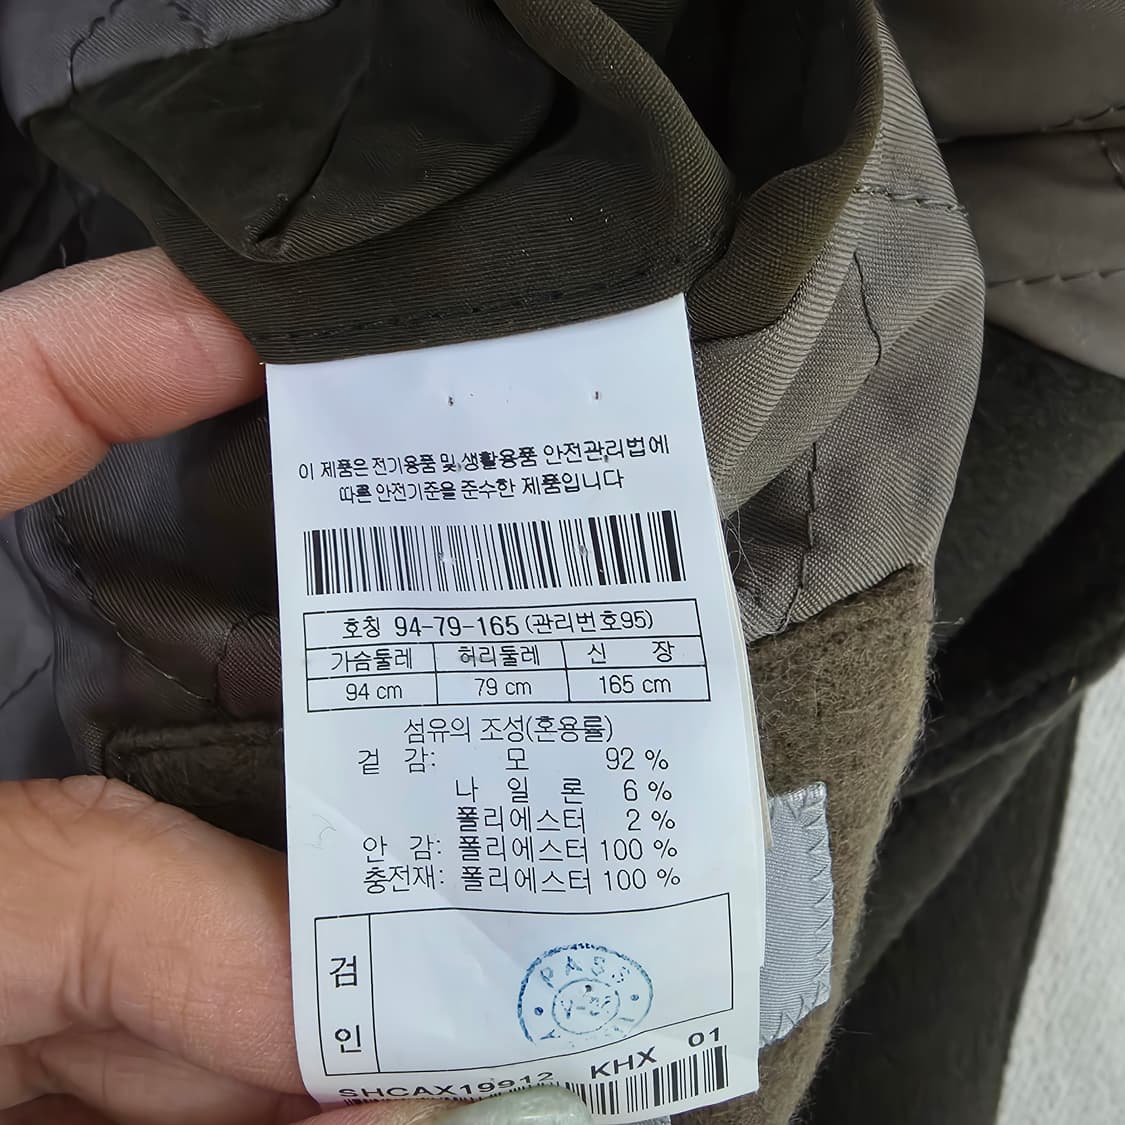 이 제품은 전기용품 및 생활용품 안전관리법에
따른 안전기준을 준수한 제품입니다
호칭 94-79-165 (관리번호95)
가슴둘레 허리둘레 신 장
94 cm 79 cm 165 cm
섬유의 조성(혼용률)
겉 감: 모 92 %
나 일 론 6 %
폴리에스터 2 %
안 감: 폴리에스터 100 %
충전재: 폴리에스터 100 %
검
인
PASS
SHCAX19912 KHX 01